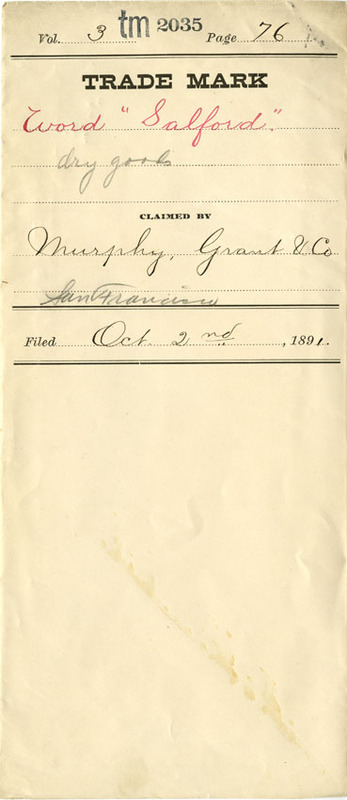 Vol. 3 tm 2035 Page 76
TRADE MARK
Word "Salford".
dry goods
CLAIMED BY
Murphy, Grant & Co
San Francisco
Filed Oct. 2nd, 1891.